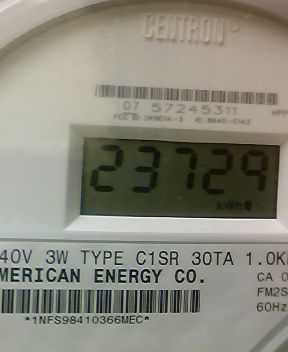 CENTRON®
07 57245311
23729
kWh
40V 3W TYPE C1SR 30TA 1.0K
MERICAN ENERGY CO.
CA 0
FM2S
60Hz
*1NFS98410366MEC*